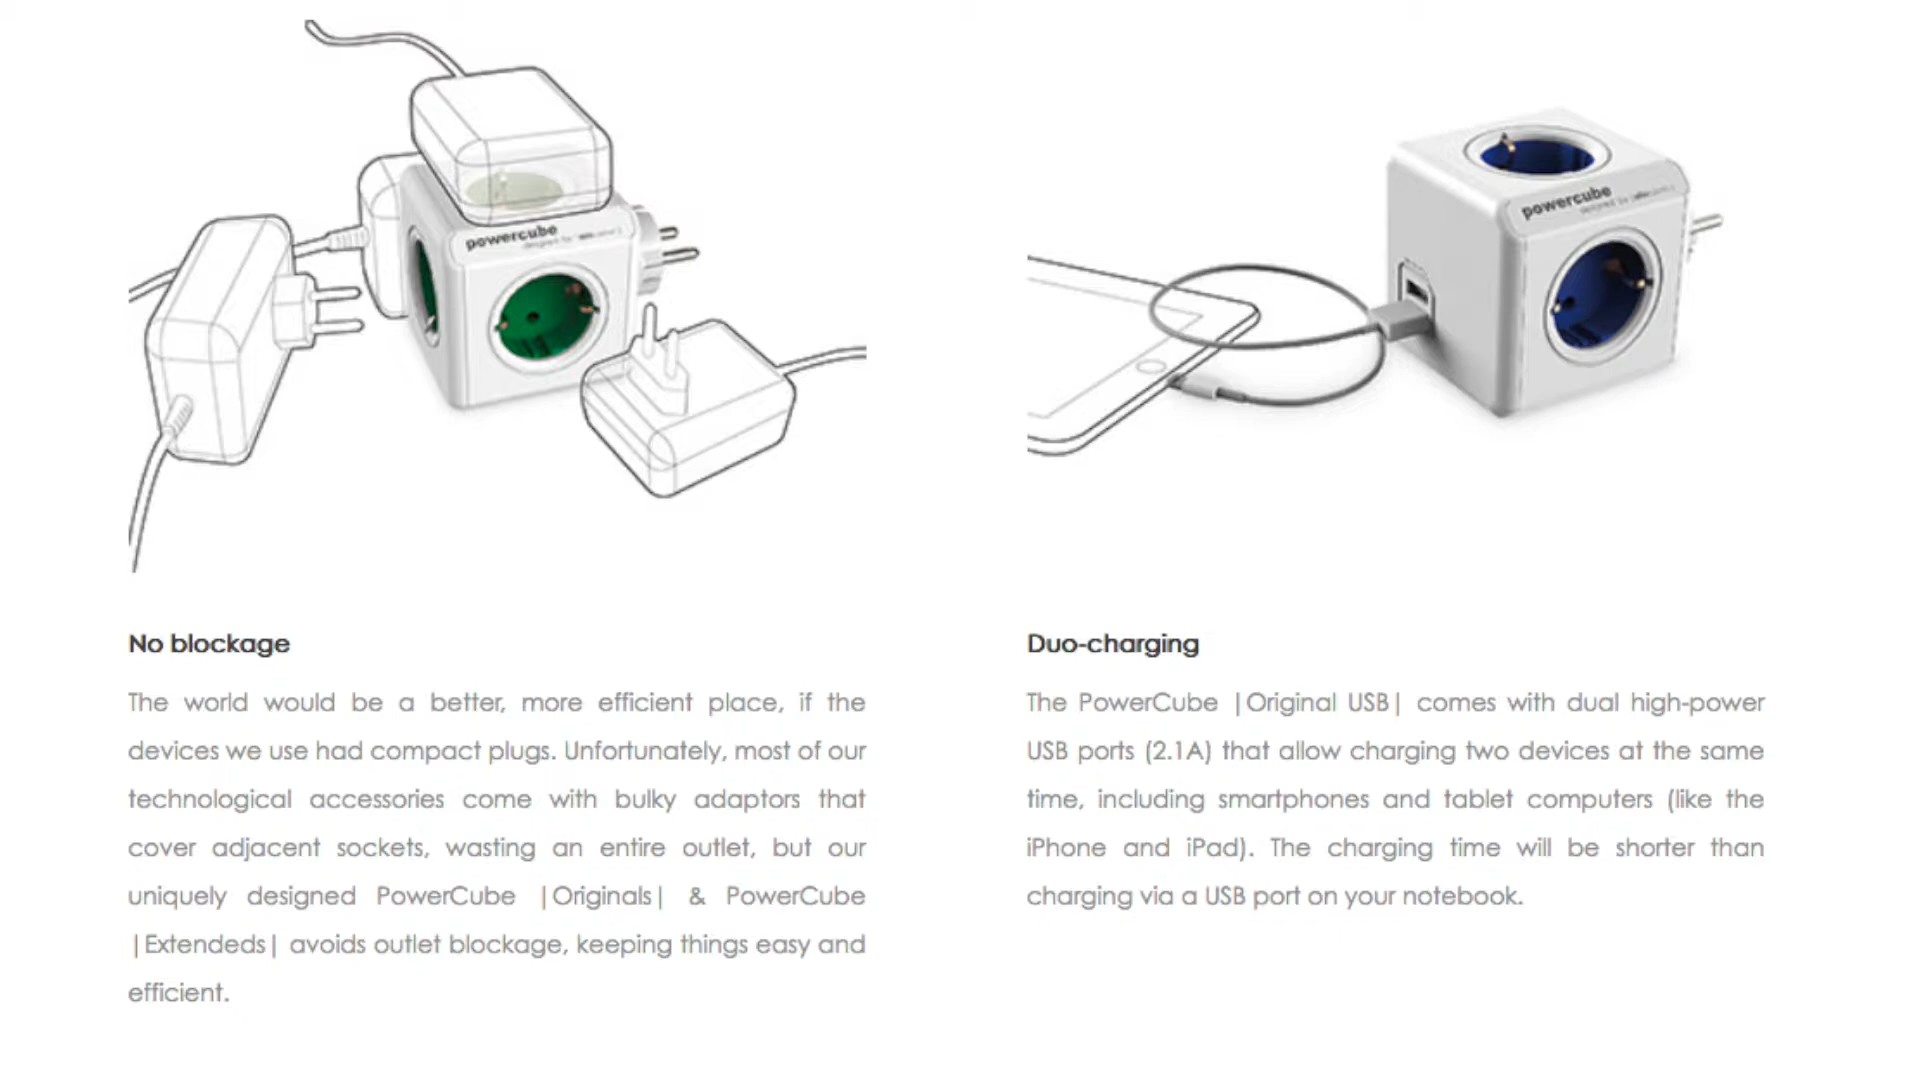 powercube
powercube
No blockage
The world would be a better, more efficient place, if the
devices we use had compact plugs. Unfortunately, most of our
technological accessories come with bulky adaptors that
cover adjacent sockets, wasting an entire outlet, but our
uniquely designed PowerCube |Originals| & PowerCube
|Extendeds| avoids outlet blockage, keeping things easy and
efficient.
Duo-charging
The PowerCube |Original USB| comes with dual high-power
USB ports (2.1A) that allow charging two devices at the same
time, including smartphones and tablet computers (like the
iPhone and iPad). The charging time will be shorter than
charging via a USB port on your notebook.